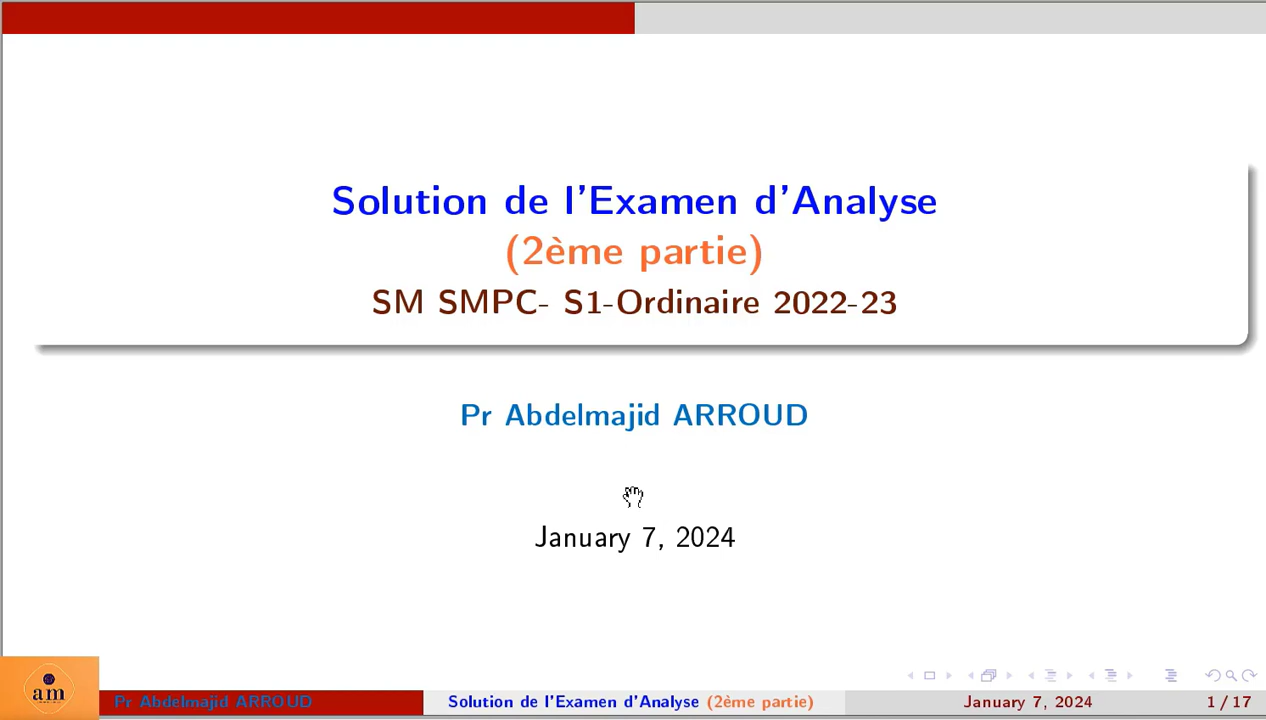 Solution de l'Examen d'Analyse
(2ème partie)
SM SMPC- S1-Ordinaire 2022-23
Pr Abdelmajid ARROUD
January 7, 2024
am
Pr Abdelmajid ARROUD
Solution de l'Examen d'Analyse (2ème partie)
January 7, 2024
1 / 17